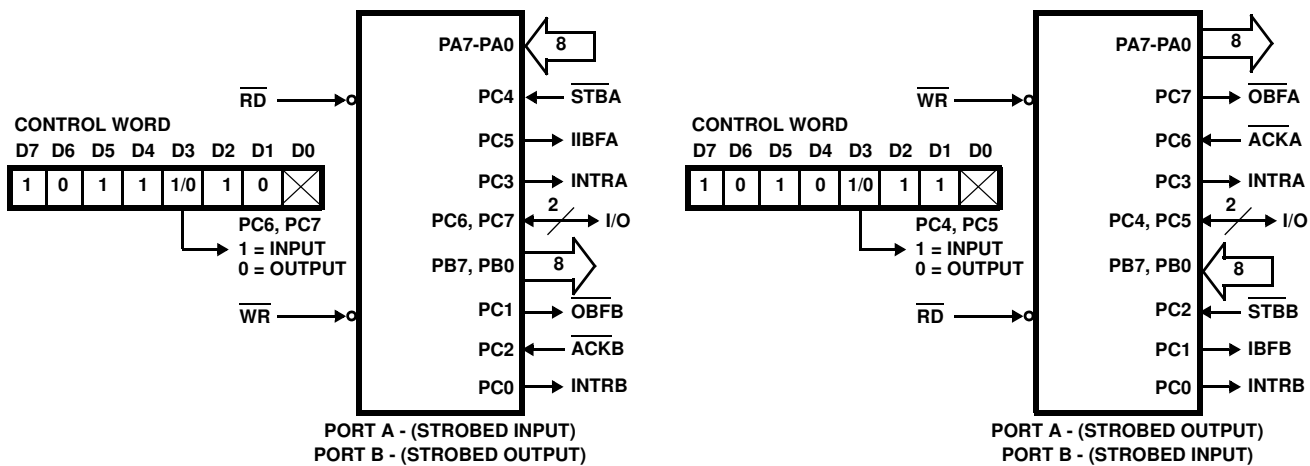 PA7-PA0
8
RD
PC4
STBA
CONTROL WORD
D7 D6 D5 D4 D3 D2 D1 D0
1 0 1 1 1/0 1 0
PC5
IIBFA
PC3
INTRA
PC6, PC7
2
I/O
PC6, PC7
1 = INPUT
0 = OUTPUT
PB7, PB0
8
WR
PC1
OBFB
PC2
ACKB
PC0
INTRB
PORT A - (STROBED INPUT)
PORT B - (STROBED OUTPUT)
PA7-PA0
8
WR
PC7
OBFA
CONTROL WORD
D7 D6 D5 D4 D3 D2 D1 D0
1 0 1 0 1/0 1 1
PC6
ACKA
PC3
INTRA
PC4, PC5
2
I/O
PC4, PC5
1 = INPUT
0 = OUTPUT
PB7, PB0
8
RD
PC2
STBB
PC1
IBFB
PC0
INTRB
PORT A - (STROBED OUTPUT)
PORT B - (STROBED INPUT)